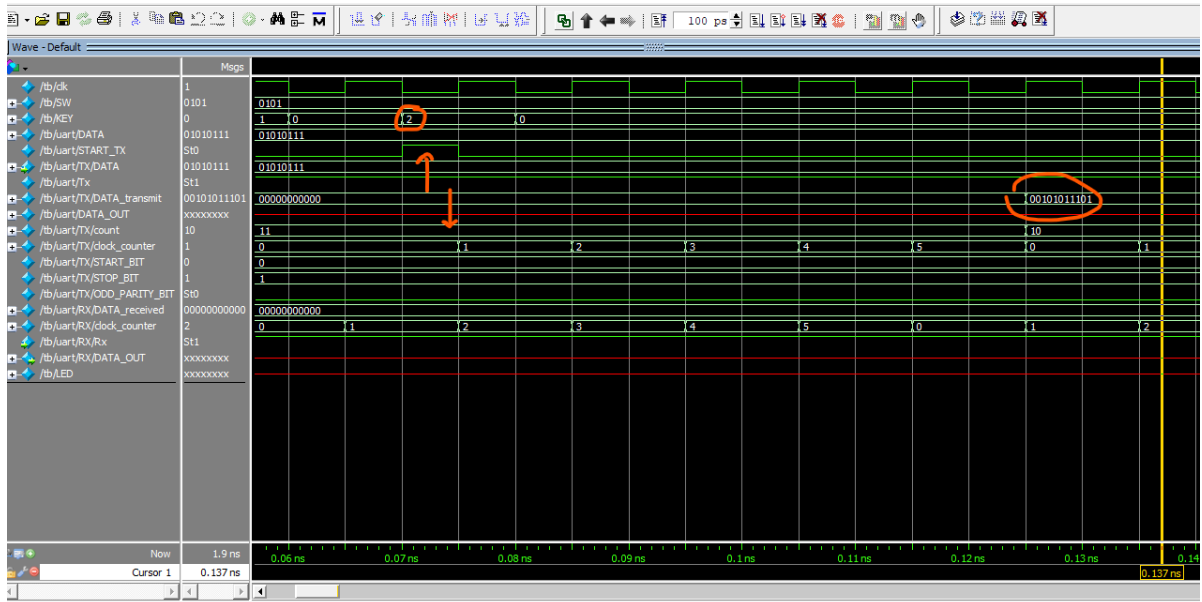 100 ps
Wave - Default
Msgs
/tb/clk 1
/tb/SW 0101 0101
/tb/KEY 0 1 0 2 0
/tb/uart/DATA 01010111 01010111
/tb/uart/START_TX St0
/tb/uart/TX/DATA 01010111 01010111
/tb/uart/Tx St1
/tb/uart/TX/DATA_transmit 00101011101 00000000000 00101011101
/tb/uart/DATA_OUT xxxxxxxx
/tb/uart/TX/count 10 11 10
/tb/uart/TX/clock_counter 1 0 1 2 3 4 5 0 1
/tb/uart/TX/START_BIT 0 0
/tb/uart/TX/STOP_BIT 1 1
/tb/uart/TX/ODD_PARITY_BIT St0
/tb/uart/RX/DATA_received 00000000000 00000000000
/tb/uart/RX/clock_counter 2 0 1 2 3 4 5 0 1 2
/tb/uart/RX/Rx St1
/tb/uart/RX/DATA_OUT xxxxxxxx
/tb/LED xxxxxxxx
Now 1.9 ns 0.06 ns 0.07 ns 0.08 ns 0.09 ns 0.1 ns 0.11 ns 0.12 ns 0.13 ns 0.14
Cursor 1 0.137 ns 0.137 ns